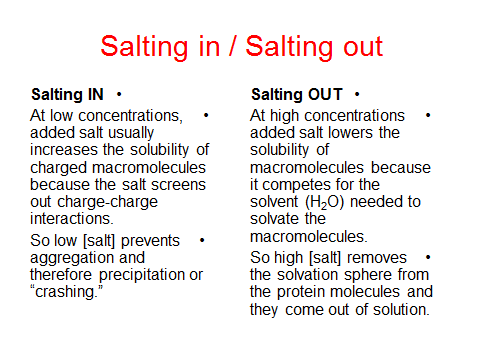 Salting in / Salting out
Salting IN •
At low concentrations, •
added salt usually
increases the solubility of
charged macromolecules
because the salt screens
out charge-charge
interactions.
So low [salt] prevents •
aggregation and
therefore precipitation or
“crashing.”
Salting OUT •
At high concentrations •
added salt lowers the
solubility of
macromolecules because
it competes for the
solvent (H₂O) needed to
solvate the
macromolecules.
So high [salt] removes •
the solvation sphere from
the protein molecules and
they come out of solution.